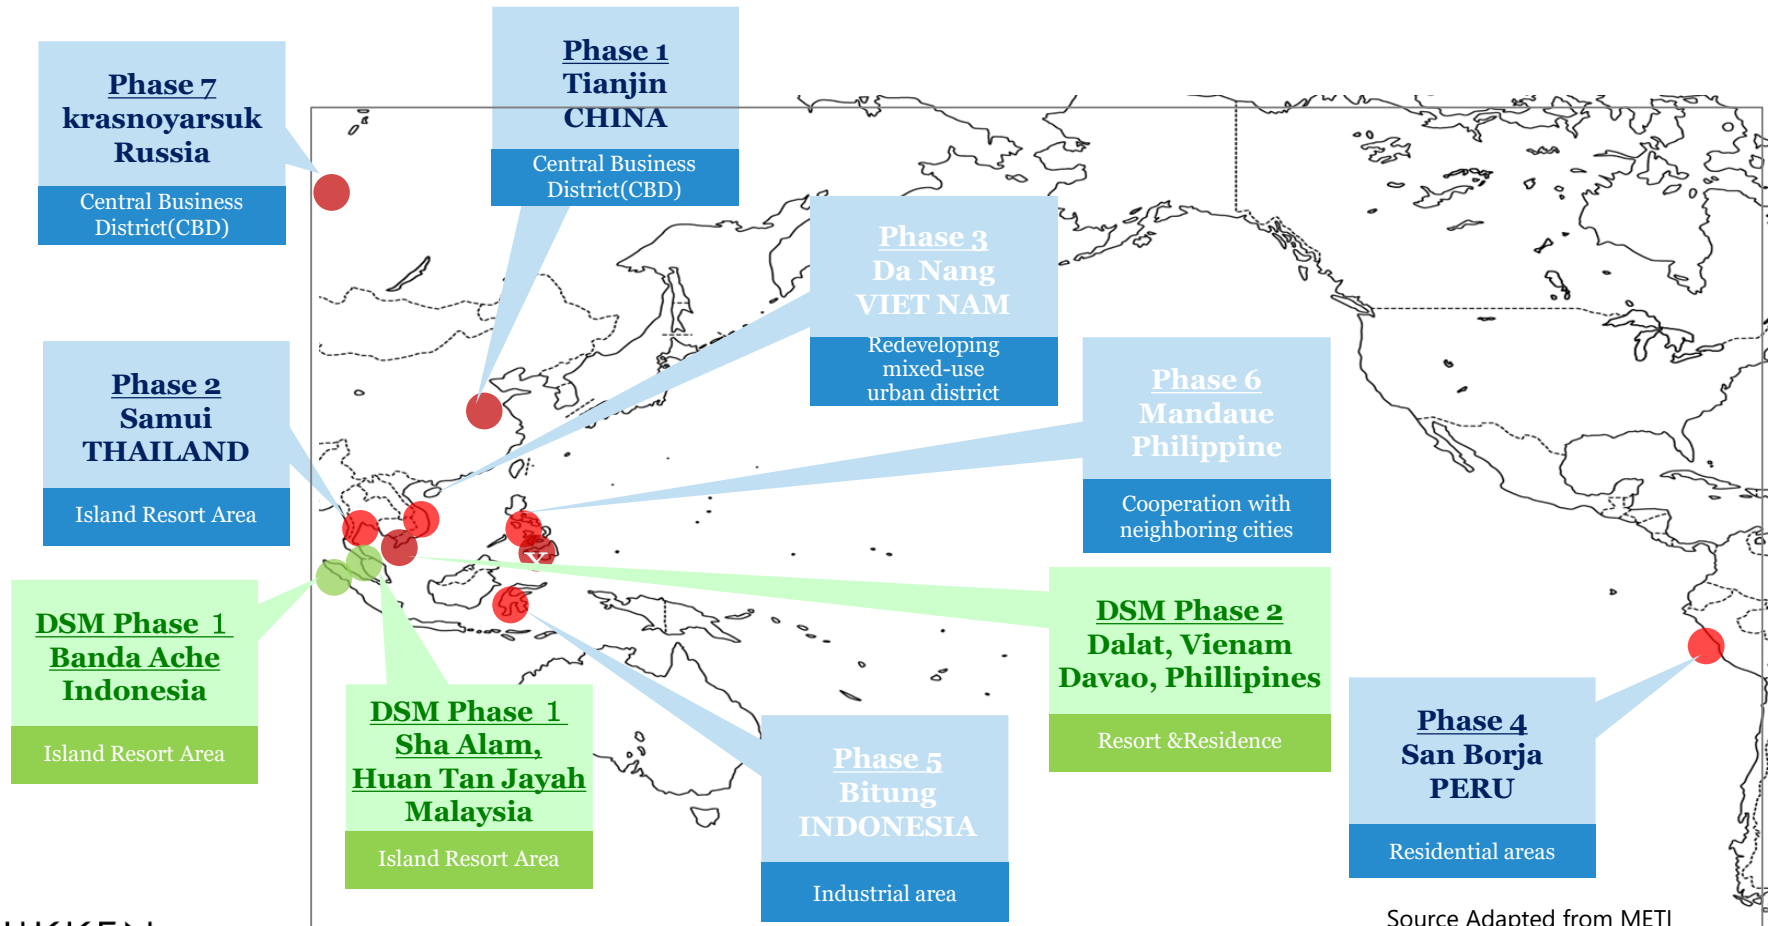 Phase 7
krasnoyarsuk
Russia
Central Business
District(CBD)
Phase 1
Tianjin
CHINA
Central Business
District(CBD)
Phase 3
Da Nang
VIET NAM
Redeveloping
mixed-use
urban district
Phase 2
Samui
THAILAND
Island Resort Area
Phase 6
Mandaue
Philippine
Cooperation with
neighboring cities
DSM Phase １
Banda Ache
Indonesia
Island Resort Area
DSM Phase １
Sha Alam,
Huan Tan Jayah
Malaysia
Island Resort Area
DSM Phase 2
Dalat, Vienam
Davao, Phillipines
Resort &Residence
Phase 5
Bitung
INDONESIA
Industrial area
Phase 4
San Borja
PERU
Residential areas
Source Adapted from METI